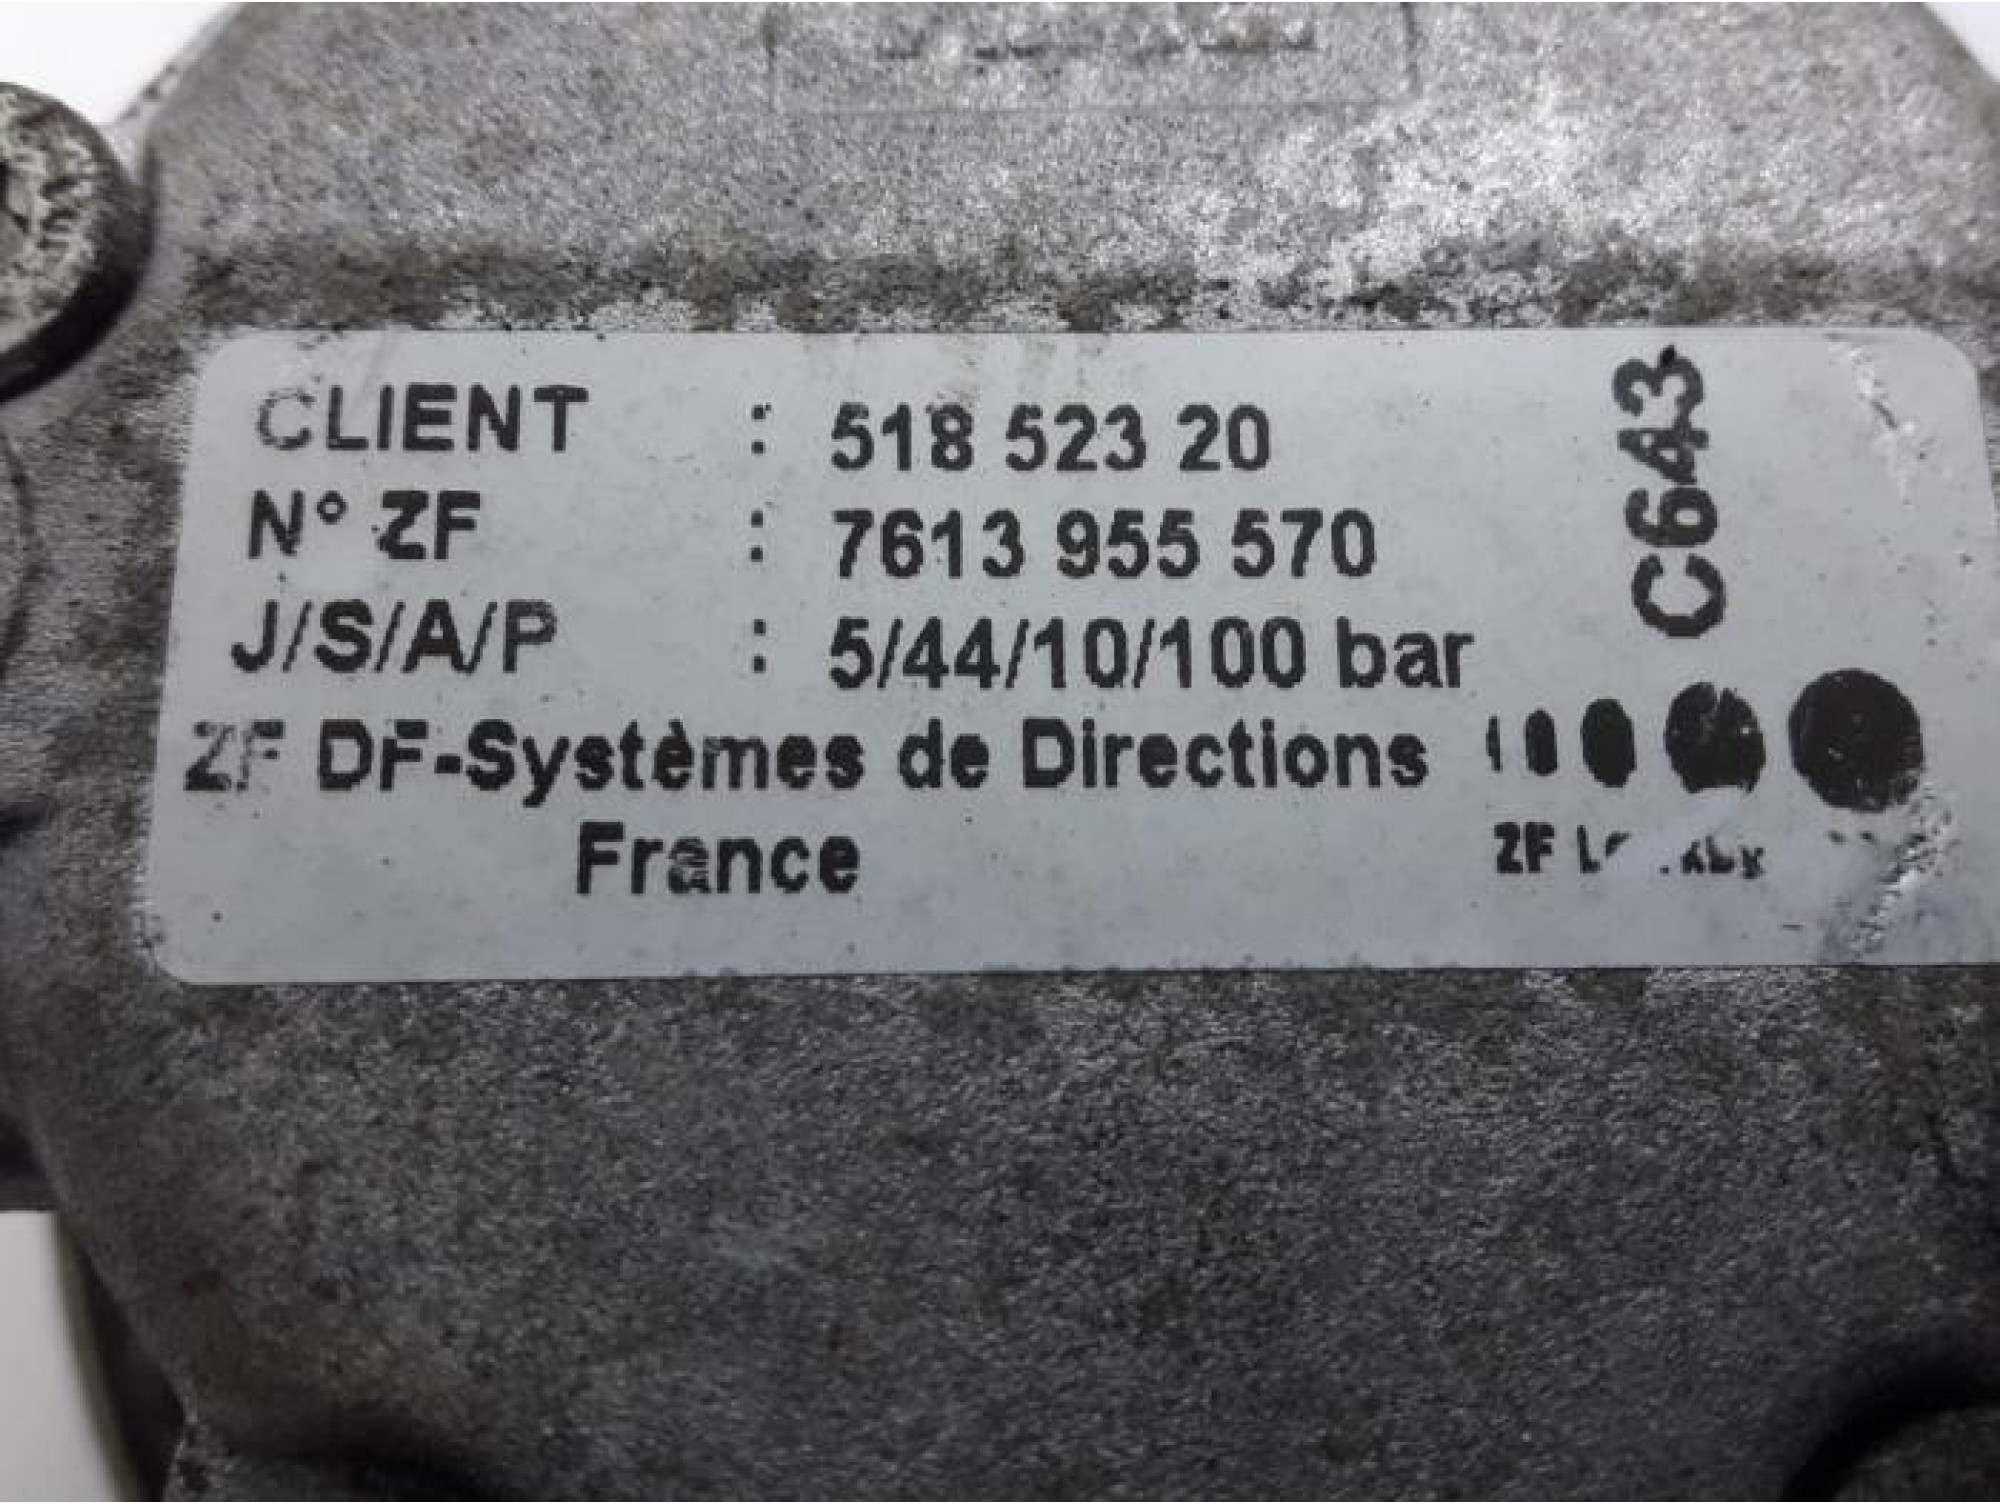 CLIENT : 518 523 20
N° ZF : 7613 955 570
J/S/A/P : 5/44/10/100 bar
ZF DF-Systèmes de Directions
France
C643
ZF